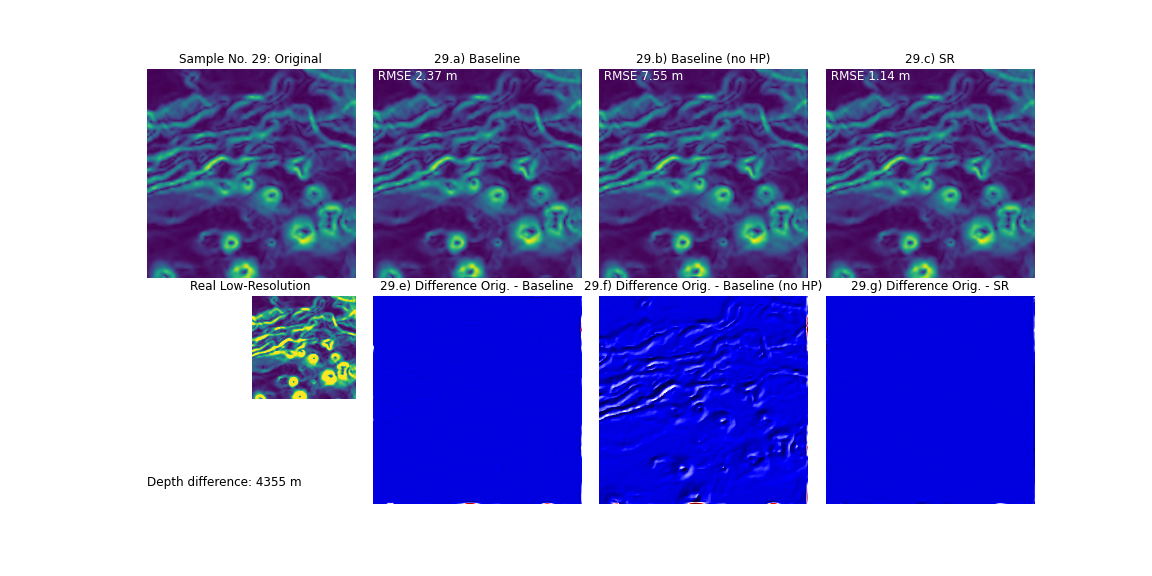 Sample No. 29: Original
29.a) Baseline
29.b) Baseline (no HP)
29.c) SR
RMSE 2.37 m
RMSE 7.55 m
RMSE 1.14 m
Real Low-Resolution
29.e) Difference Orig. - Baseline
29.f) Difference Orig. - Baseline (no HP)
29.g) Difference Orig. - SR
Depth difference: 4355 m